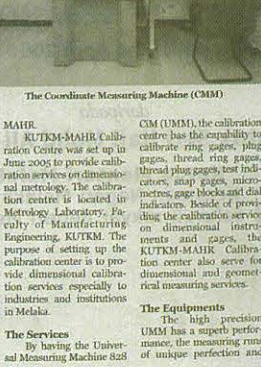 The Coordinate Measuring Machine (CMM)
MAHR.
KUTKM-MAHR Calib-
ration Centre was set up in
June 2005 to provide calib-
ration services on dimensio-
nal metrology. The calibra-
tion centre is located in
Metrology Laboratory, Fa-
culty of Manufacturing
Engineering, KUTKM. The
purpose of setting up the
calibration center is to pro-
vide dimensional calibra-
tion services especially to
industries and institutions
in Melaka.
The Services
By having the Univer-
sal Measuring Machine 828
CiM (UMM), the calibration
centre has the capability to
calibrate ring gages, plug
gages, thread ring gages,
thread plug gages, test indi-
cators, snap gages, micro-
metres, gage blocks and dial
indicators. Beside of provi-
ding the calibration service
on dimensional instru-
ments and gages, the
KUTKM-MAHR Calibra-
tion center also serve for
dimensional and geomet-
rical measuring services.
The Equipments
The high precision
UMM has a superb perfor-
mance, the measuring runs
of unique perfection and